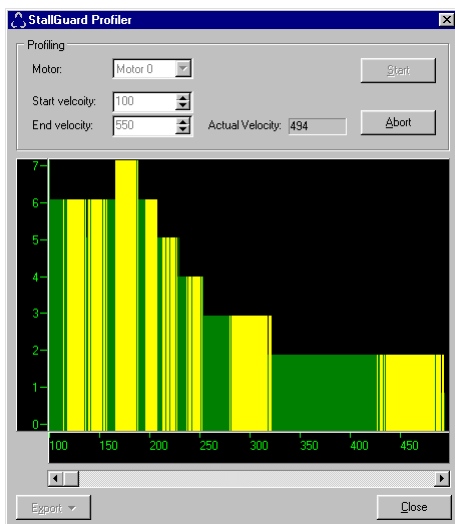 StallGuard Profiler
Profiling
Motor: Motor 0 Start
Start velcoity: 100
End velocity: 550 Actual Velocity: 494 Abort
7
6
5
4
3
2
1
0
100 150 200 250 300 350 400 450
Export Close